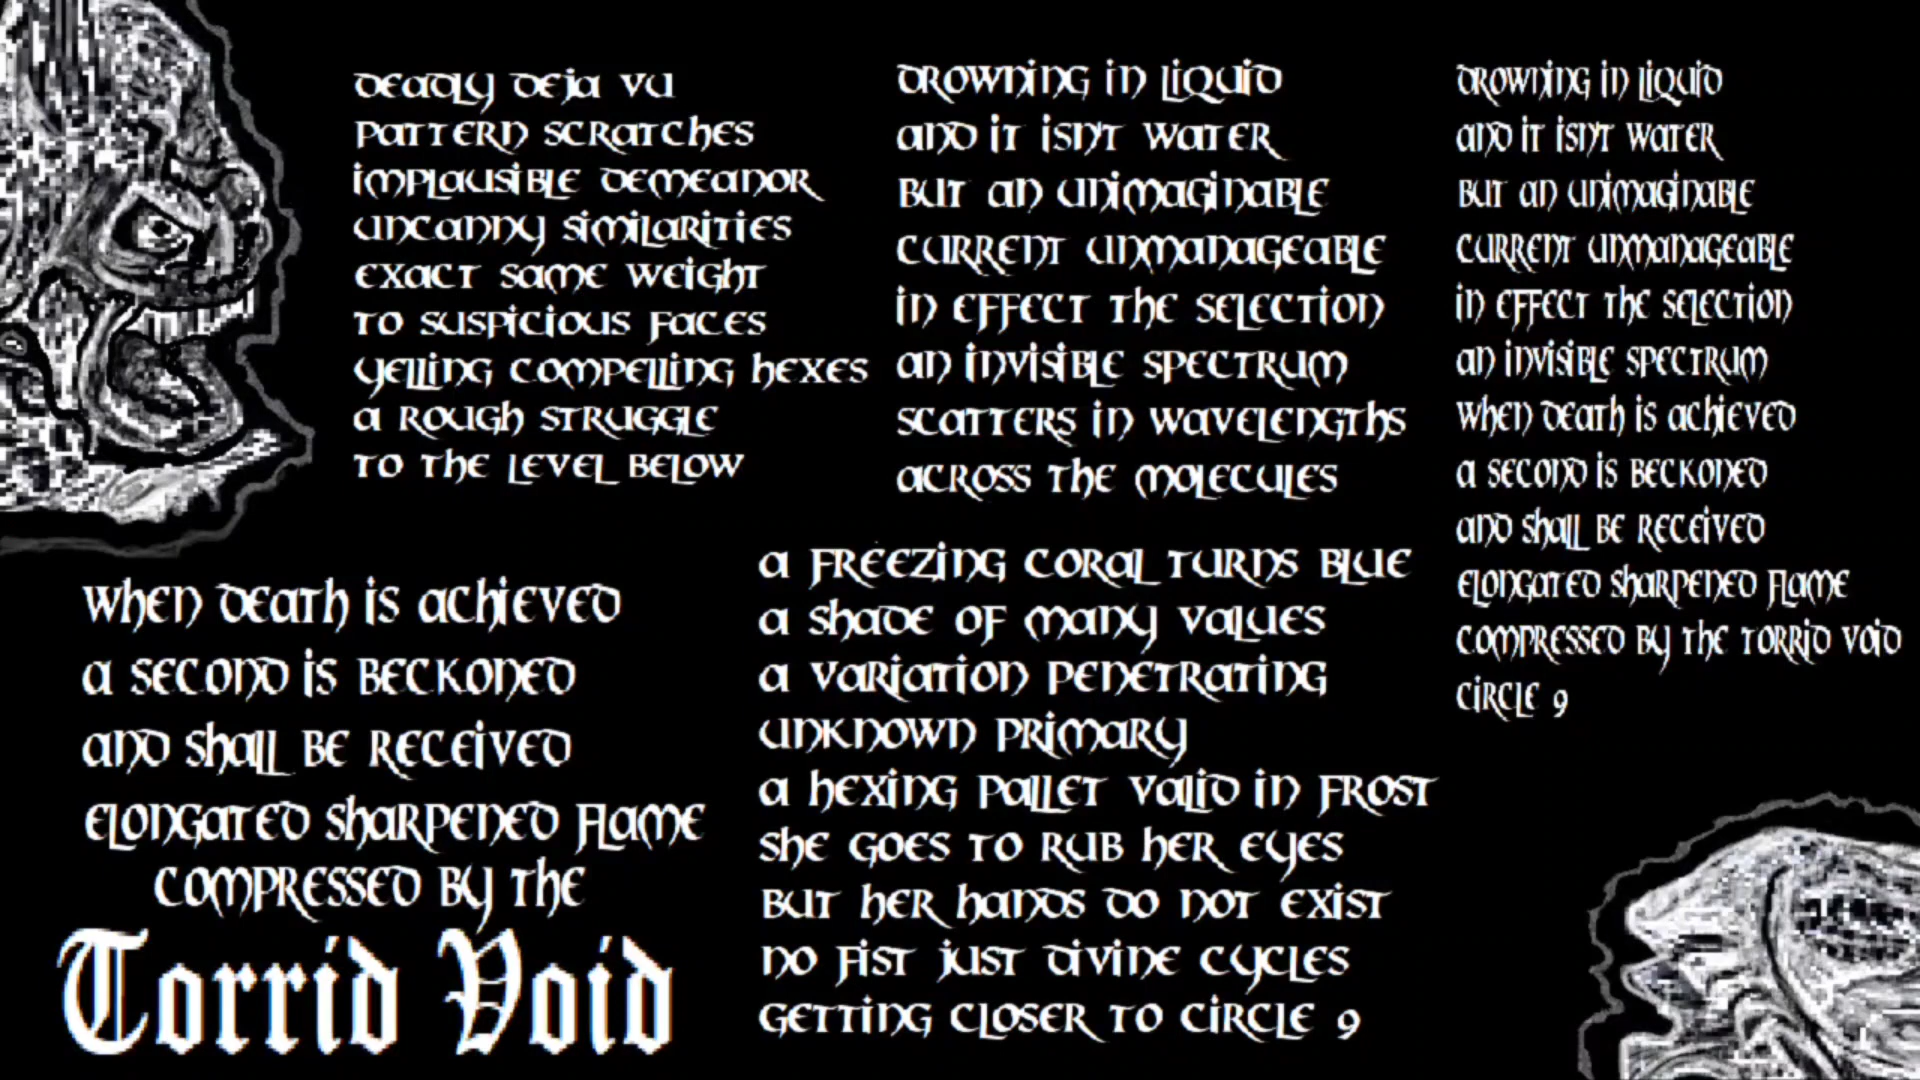 deadly deja vu
pattern scratches
implausible demeanor
uncanny similarities
exact same weight
to suspicious faces
yelling compelling hexes
a rough struggle
to the level below
drowning in liquid
and it isn't water
but an unimaginable
current unmanageable
in effect the selection
an invisible spectrum
scatters in wavelengths
across the molecules
drowning in liquid
and it isn't water
but an unimaginable
current unmanageable
in effect the selection
an invisible spectrum
when death is achieved
a second is beckoned
and shall be received
elongated sharpened flame
compressed by the torrid void
circle 9
when death is achieved
a second is beckoned
and shall be received
elongated sharpened flame
compressed by the
Torrid Void
a freezing coral turns blue
a shade of many values
a variation penetrating
unknown primary
a hexing pallet valid in frost
she goes to rub her eyes
but her hands do not exist
no fist just divine cycles
getting closer to circle 9